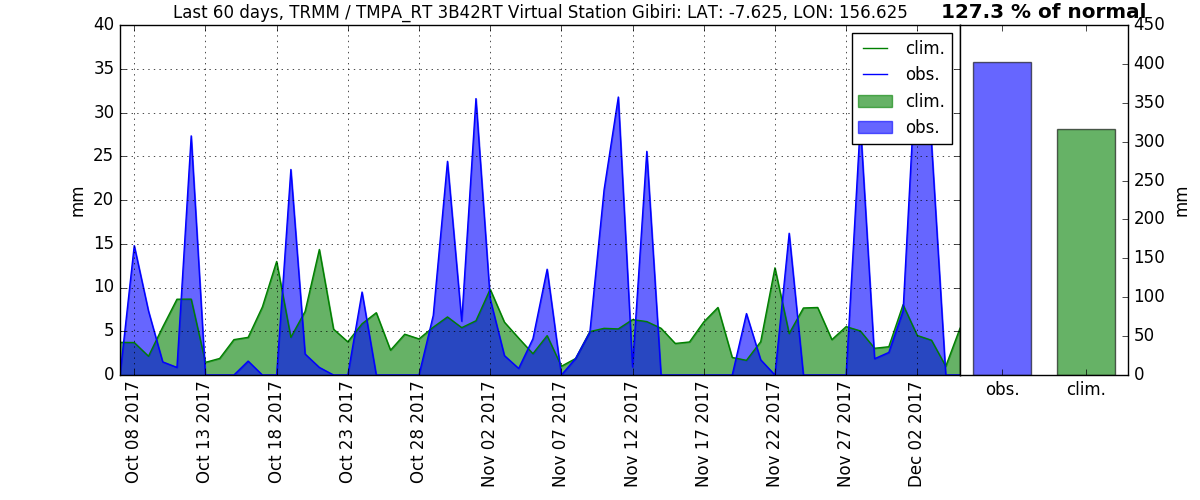 Last 60 days, TRMM / TMPA_RT 3B42RT Virtual Station Gibiri: LAT: -7.625, LON: 156.625
127.3 % of normal
40
35
30
25
20
15
10
5
0
mm
clim.
obs.
clim.
obs.
450
400
350
300
250
200
150
100
50
0
mm
obs.
clim.
Oct 08 2017
Oct 13 2017
Oct 18 2017
Oct 23 2017
Oct 28 2017
Nov 02 2017
Nov 07 2017
Nov 12 2017
Nov 17 2017
Nov 22 2017
Nov 27 2017
Dec 02 2017